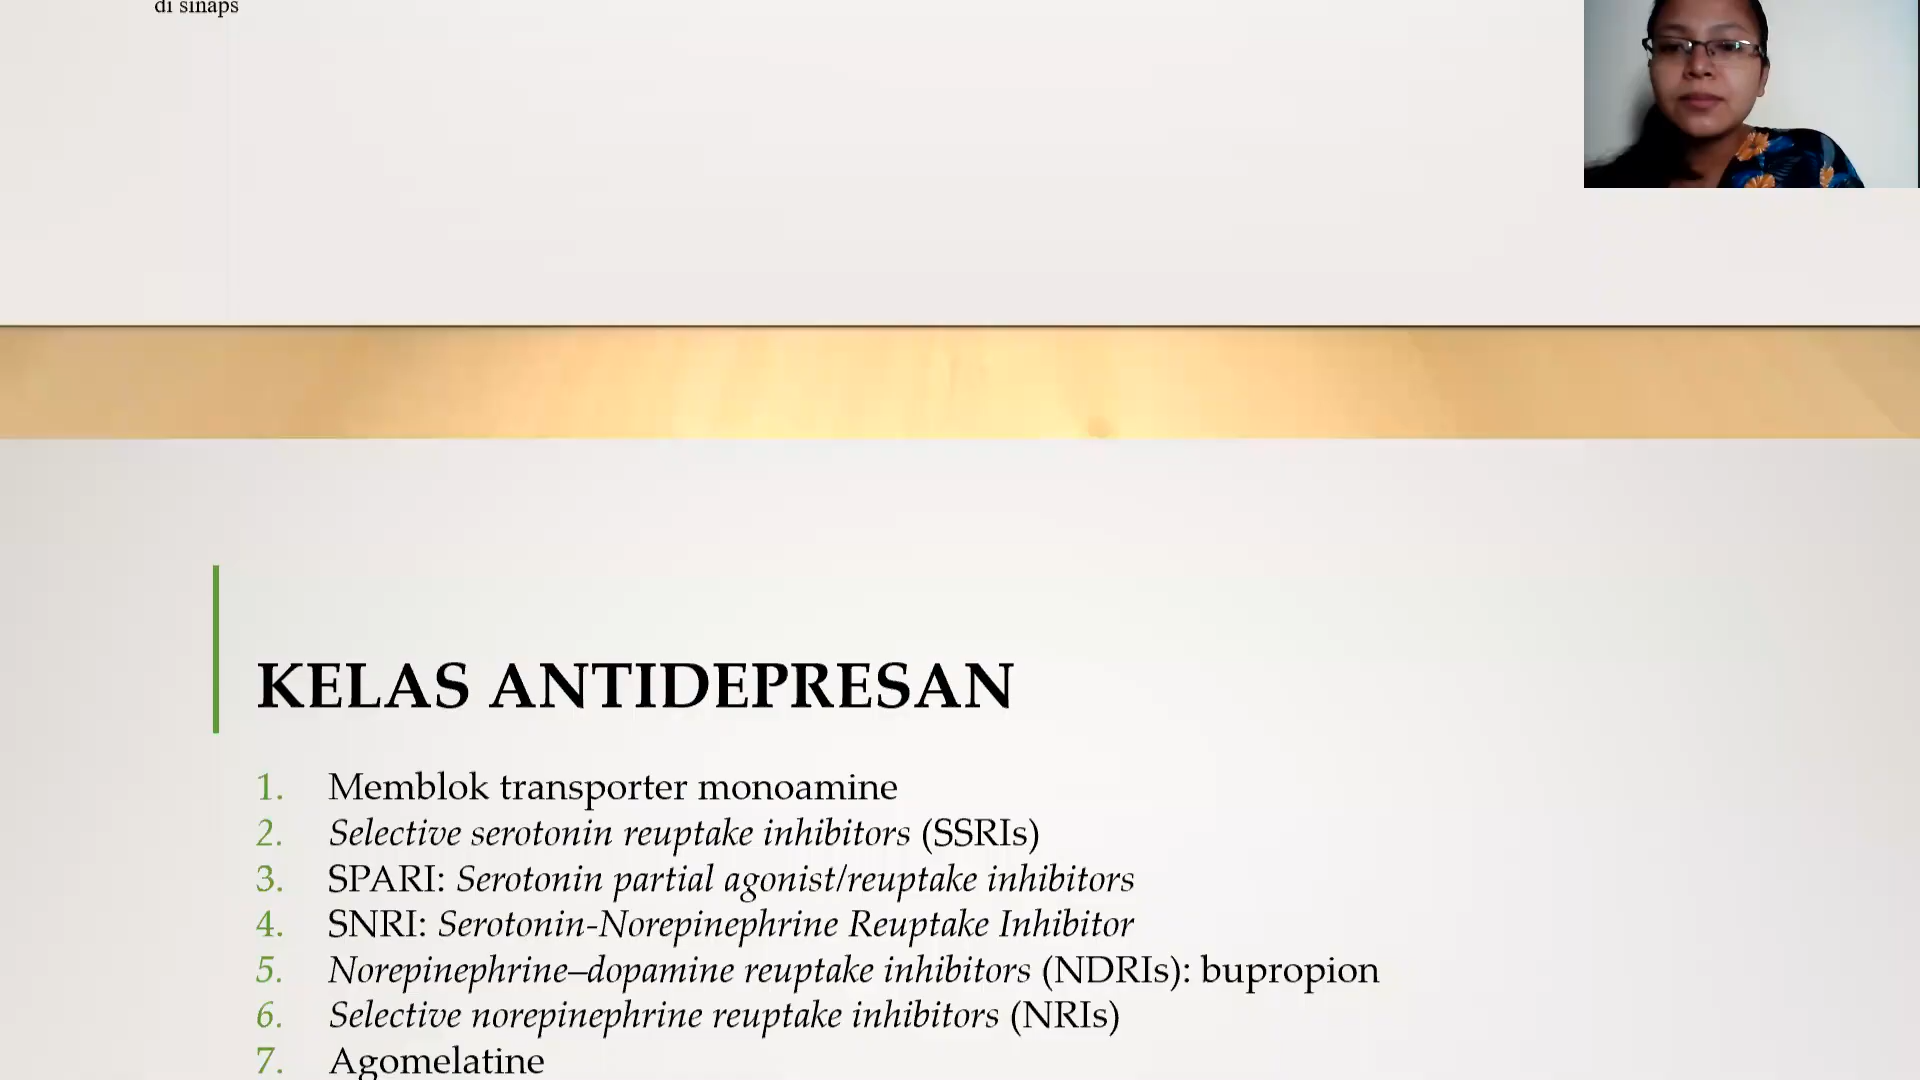 di sinaps
KELAS ANTIDEPRESAN
1. Memblok transporter monoamine
2. Selective serotonin reuptake inhibitors (SSRIs)
3. SPARI: Serotonin partial agonist/reuptake inhibitors
4. SNRI: Serotonin-Norepinephrine Reuptake Inhibitor
5. Norepinephrine–dopamine reuptake inhibitors (NDRIs): bupropion
6. Selective norepinephrine reuptake inhibitors (NRIs)
7. Agomelatine